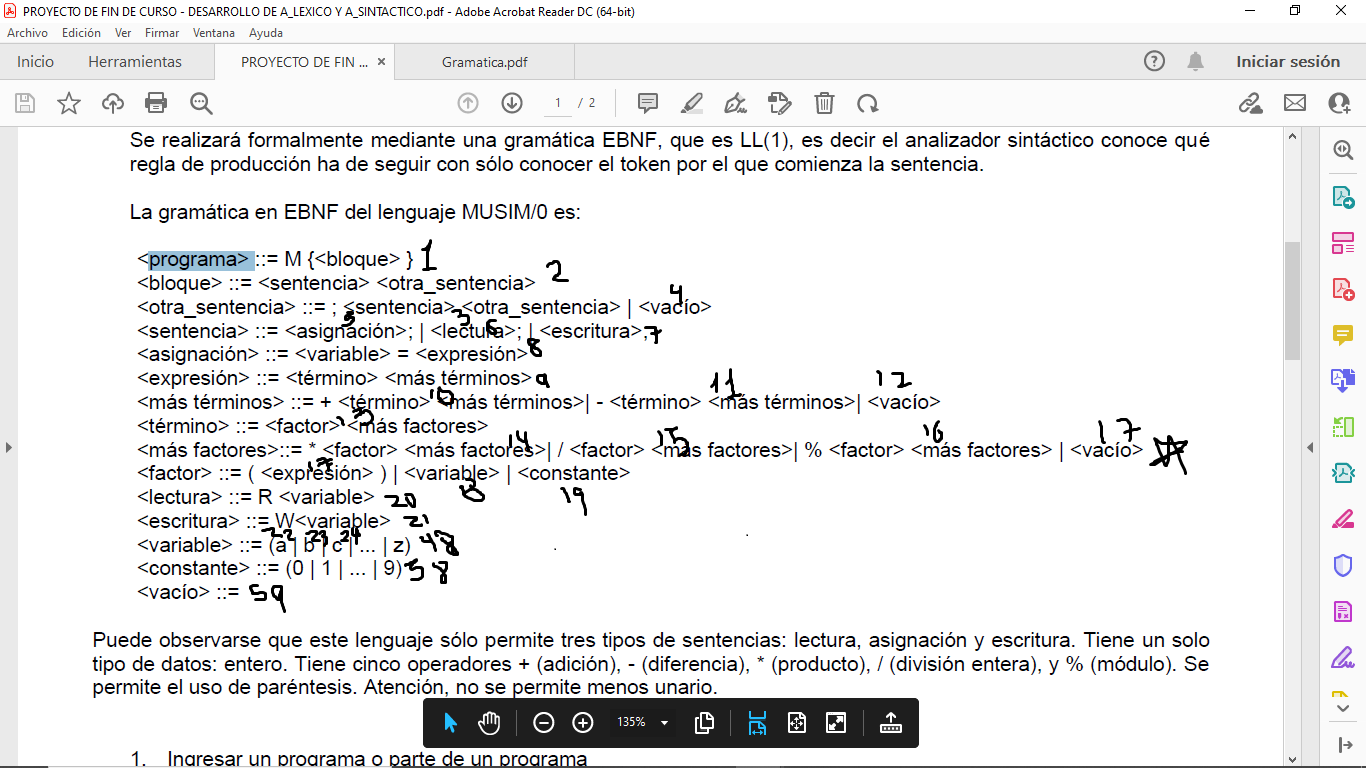 PROYECTO DE FIN DE CURSO - DESARROLLO DE A_LEXICO Y A_SINTACTICO.pdf - Adobe Acrobat Reader DC (64-bit)
Archivo Edición Ver Firmar Ventana Ayuda
Inicio Herramientas PROYECTO DE FIN ... × Gramatica.pdf Iniciar sesión
1 / 2
Se realizará formalmente mediante una gramática EBNF, que es LL(1), es decir el analizador sintáctico conoce qué
regla de producción ha de seguir con sólo conocer el token por el que comienza la sentencia.
La gramática en EBNF del lenguaje MUSIM/0 es:
<programa> ::= M {<bloque> } 1
<bloque> ::= <sentencia> <otra_sentencia> 2
<otra_sentencia> ::= ; <sentencia> <otra_sentencia> | <vacío> 3 4
<sentencia> ::= <asignación>; | <lectura>; | <escritura>; 5 6 7
<asignación> ::= <variable> = <expresión> 8
<expresión> ::= <término> <más términos> 9
<más términos> ::= + <término> <más términos>| - <término> <más términos>| <vacío> 10 11 12
<término> ::= <factor> <más factores> 13
<más factores>::= * <factor> <más factores>| / <factor> <más factores>| % <factor> <más factores> | <vacío> 14 15 16 17
<factor> ::= ( <expresión> ) | <variable> | <constante> 17 18 19
<lectura> ::= R <variable> 20
<escritura> ::= W<variable> 21
<variable> ::= (a | b | c | ... | z) 22 23 24 48
<constante> ::= (0 | 1 | ... | 9) 58
<vacío> ::= 59
Puede observarse que este lenguaje sólo permite tres tipos de sentencias: lectura, asignación y escritura. Tiene un solo
tipo de datos: entero. Tiene cinco operadores + (adición), - (diferencia), * (producto), / (división entera), y % (módulo). Se
permite el uso de paréntesis. Atención, no se permite menos unario.
135%
1. Ingresar un programa o parte de un programa